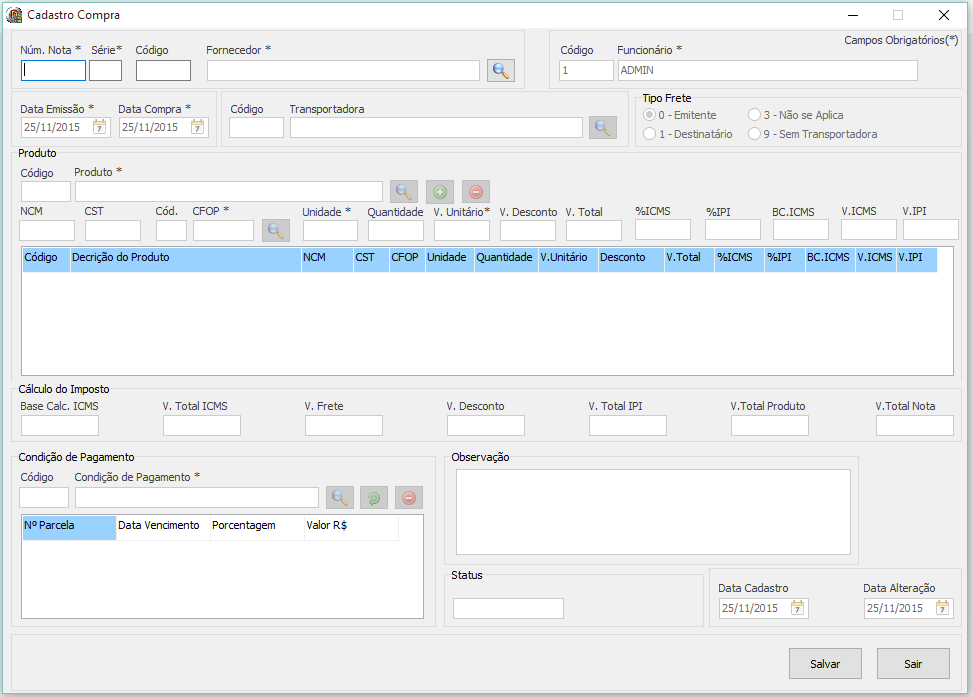 Cadastro Compra
Núm. Nota * Série* Código Fornecedor *
Código Funcionário * Campos Obrigatórios(*)
1 ADMIN
Data Emissão * Data Compra * Código Transportadora
25/11/2015 25/11/2015
Tipo Frete
0 - Emitente 3 - Não se Aplica
1 - Destinatário 9 - Sem Transportadora
Produto
Código Produto *
NCM CST Cód. CFOP * Unidade * Quantidade V. Unitário* V. Desconto V. Total %ICMS %IPI BC.ICMS V.ICMS V.IPI
Código Decrição do Produto NCM CST CFOP Unidade Quantidade V.Unitário Desconto V.Total %ICMS %IPI BC.ICMS V.ICMS V.IPI
Cálculo do Imposto
Base Calc. ICMS V. Total ICMS V. Frete V. Desconto V. Total IPI V.Total Produto V.Total Nota
Condição de Pagamento
Código Condição de Pagamento *
Nº Parcela Data Vencimento Porcentagem Valor R$
Observação
Status
Data Cadastro Data Alteração
25/11/2015 25/11/2015
Salvar Sair